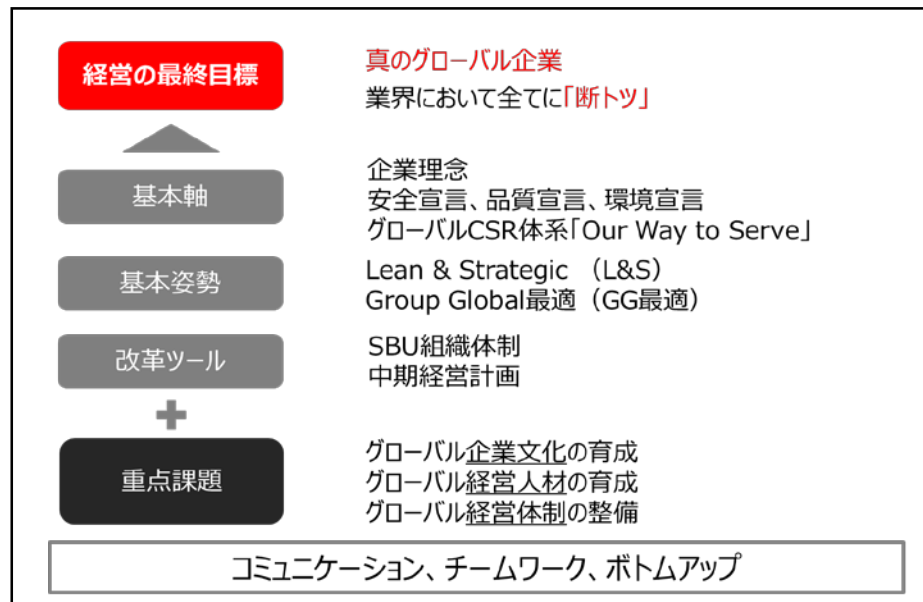 経営の最終目標
真のグローバル企業
業界において全てに「断トツ」
基本軸
企業理念
安全宣言、品質宣言、環境宣言
グローバルCSR体系「Our Way to Serve」
基本姿勢
Lean & Strategic （L&S）
Group Global最適（GG最適）
改革ツール
SBU組織体制
中期経営計画
+
重点課題
グローバル企業文化の育成
グローバル経営人材の育成
グローバル経営体制の整備
コミュニケーション、チームワーク、ボトムアップ